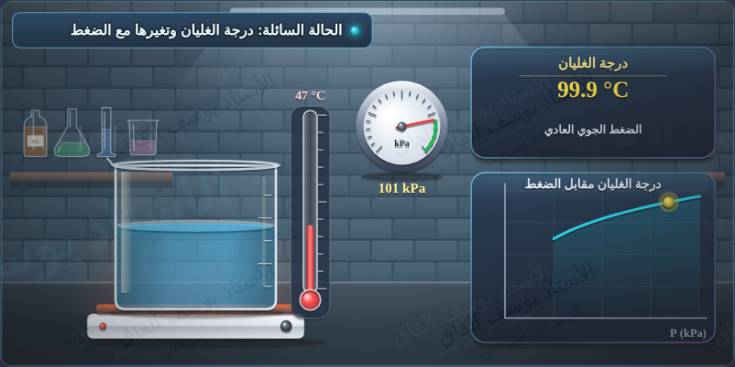 الحالة السائلة: درجة الغليان وتغيرها مع الضغط
درجة الغليان
99.9 °C
الضغط الجوي العادي
47 °C
kPa
101 kPa
درجة الغليان مقابل الضغط
P (kPa)